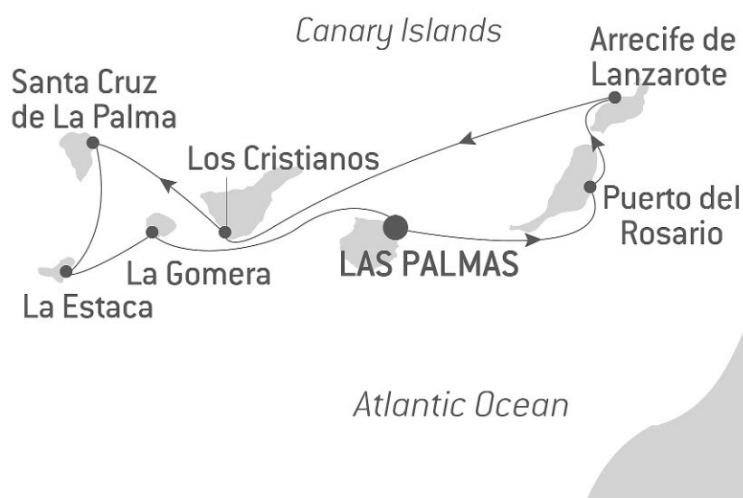 Canary Islands
Arrecife de
Lanzarote
Santa Cruz
de La Palma
Los Cristianos
Puerto del
Rosario
LAS PALMAS
La Gomera
La Estaca
Atlantic Ocean